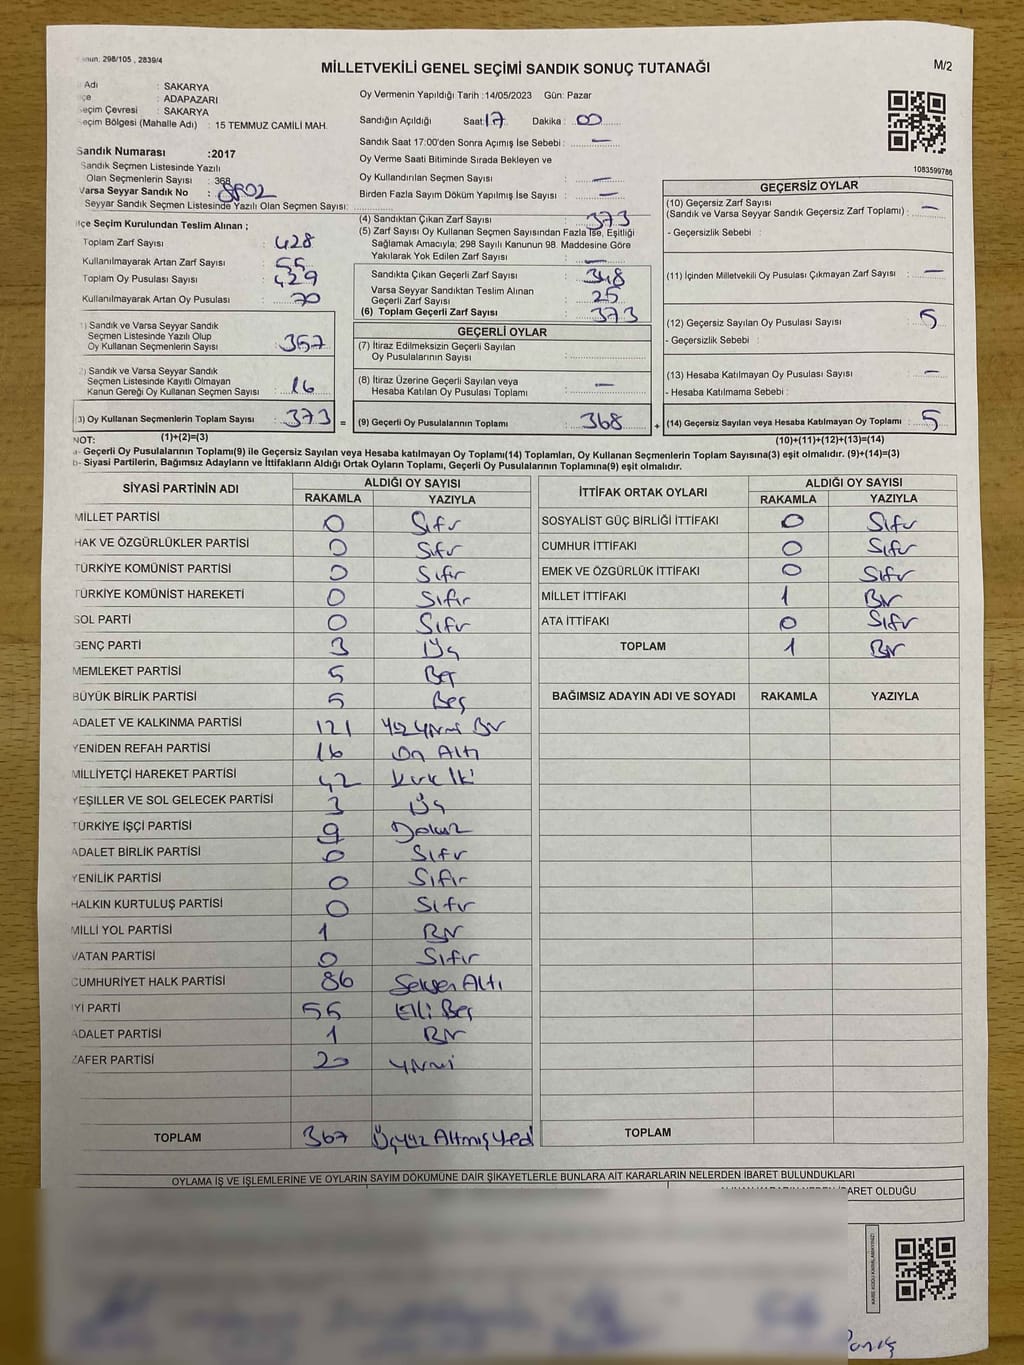 298/105 , 2839/4
MİLLETVEKİLİ GENEL SEÇİMİ SANDIK SONUÇ TUTANAĞI
M/2
Adı : SAKARYA
: ADAPAZARI
Seçim Çevresi : SAKARYA
Seçim Bölgesi (Mahalle Adı) : 15 TEMMUZ CAMİLİ MAH.
Sandık Numarası :2017
Sandık Seçmen Listesinde Yazılı
Olan Seçmenlerin Sayısı : 368
Varsa Seyyar Sandık No :
Seyyar Sandık Seçmen Listesinde Yazılı Olan Seçmen Sayısı:
İlçe Seçim Kurulundan Teslim Alınan ;
Toplam Zarf Sayısı : 428
Kullanılmayarak Artan Zarf Sayısı : 55
Toplam Oy Pusulası Sayısı : 429
Kullanılmayarak Artan Oy Pusulası : 70
1) Sandık ve Varsa Seyyar Sandık
Seçmen Listesinde Yazılı Olup
Oy Kullanan Seçmenlerin Sayısı : 357
2) Sandık ve Varsa Seyyar Sandık
Seçmen Listesinde Kayıtlı Olmayan
Kanun Gereği Oy Kullanan Seçmen Sayısı : 16
(3) Oy Kullanan Seçmenlerin Toplam Sayısı : 373 =
Oy Vermenin Yapıldığı Tarih :14/05/2023 Gün: Pazar
Sandığın Açıldığı Saat: 17 Dakika : 00
Sandık Saat 17:00'den Sonra Açımış İse Sebebi : —
Oy Verme Saati Bitiminde Sırada Bekleyen ve
Oy Kullandırılan Seçmen Sayısı : —
Birden Fazla Sayım Döküm Yapılmış İse Sayısı : —
(4) Sandıktan Çıkan Zarf Sayısı : 373
(5) Zarf Sayısı Oy Kullanan Seçmen Sayısından Fazla İse, Eşitliği
Sağlamak Amacıyla; 298 Sayılı Kanunun 98. Maddesine Göre
Yakılarak Yok Edilen Zarf Sayısı : —
Sandıkta Çıkan Geçerli Zarf Sayısı : 348
Varsa Seyyar Sandıktan Teslim Alınan
Geçerli Zarf Sayısı : 25
(6) Toplam Geçerli Zarf Sayısı : 373
GEÇERLİ OYLAR
(7) İtiraz Edilmeksizin Geçerli Sayılan
Oy Pusulalarının Sayısı :
(8) İtiraz Üzerine Geçerli Sayılan veya
Hesaba Katılan Oy Pusulaları Toplamı : —
(9) Geçerli Oy Pusulalarının Toplamı : 368 +
1083599786
GEÇERSİZ OYLAR
(10) Geçersiz Zarf Sayısı
(Sandık ve Varsa Seyyar Sandık Geçersiz Zarf Toplamı) : —
- Geçersizlik Sebebi :
(11) İçinden Milletvekili Oy Pusulası Çıkmayan Zarf Sayısı : —
(12) Geçersiz Sayılan Oy Pusulası Sayısı : 5
- Geçersizlik Sebebi :
(13) Hesaba Katılmayan Oy Pusulası Sayısı : —
- Hesaba Katılmama Sebebi :
(14) Geçersiz Sayılan veya Hesaba Katılmayan Oy Toplamı : 5
NOT: (1)+(2)=(3) (10)+(11)+(12)+(13)=(14)
a- Geçerli Oy Pusulasının Toplamı(9) ile Geçersiz Sayılan veya Hesaba katılmayan Oy Toplamı(14) Toplamları, Oy Kullanan Seçmenlerin Toplam Sayısına(3) eşit olmalıdır. (9)+(14)=(3)
b- Siyasi Partilerin, Bağımsız Adayların ve İttifakların Aldığı Ortak Oyların Toplamı, Geçerli Oy Pusulalarının Toplamına(9) eşit olmalıdır.
SİYASİ PARTİNİN ADI ALDIĞI OY SAYISI
RAKAMLA YAZIYLA
MİLLET PARTİSİ 0 Sıfır
HAK VE ÖZGÜRLÜKLER PARTİSİ 0 Sıfır
TÜRKİYE KOMÜNİST PARTİSİ 0 Sıfır
TÜRKİYE KOMÜNİST HAREKETİ 0 Sıfır
SOL PARTİ 0 Sıfır
GENÇ PARTİ 3 Üç
MEMLEKET PARTİSİ 5 Beş
BÜYÜK BİRLİK PARTİSİ 5 Beş
ADALET VE KALKINMA PARTİSİ 121 Yüz Yirmi Bir
YENİDEN REFAH PARTİSİ 16 On Altı
MİLLİYETÇİ HAREKET PARTİSİ 42 Kırk İki
YEŞİLLER VE SOL GELECEK PARTİSİ 3 Üç
TÜRKİYE İŞÇİ PARTİSİ 9 Dokuz
ADALET BİRLİK PARTİSİ 0 Sıfır
YENİLİK PARTİSİ 0 Sıfır
HALKIN KURTULUŞ PARTİSİ 0 Sıfır
MİLLİ YOL PARTİSİ 1 Bir
VATAN PARTİSİ 0 Sıfır
CUMHURİYET HALK PARTİSİ 86 Seksen Altı
İYİ PARTİ 55 Elli Beş
ADALET PARTİSİ 1 Bir
ZAFER PARTİSİ 20 Yirmi
TOPLAM 367 Üçyüz Altmış Yedi
İTTİFAK ORTAK OYLARI ALDIĞI OY SAYISI
RAKAMLA YAZIYLA
SOSYALİST GÜÇ BİRLİĞİ İTTİFAKI 0 Sıfır
CUMHUR İTTİFAKI 0 Sıfır
EMEK VE ÖZGÜRLÜK İTTİFAKI 0 Sıfır
MİLLET İTTİFAKI 1 Bir
ATA İTTİFAKI 0 Sıfır
TOPLAM 1 Bir
BAĞIMSIZ ADAYIN ADI VE SOYADI RAKAMLA YAZIYLA
TOPLAM
OYLAMA İŞ VE İŞLEMLERİNE VE OYLARIN SAYIM DÖKÜMÜNE DAİR ŞİKAYETLERLE BUNLARA AİT KARARLARIN NELERDEN İBARET BULUNDUKLARI
İBARET OLDUĞU